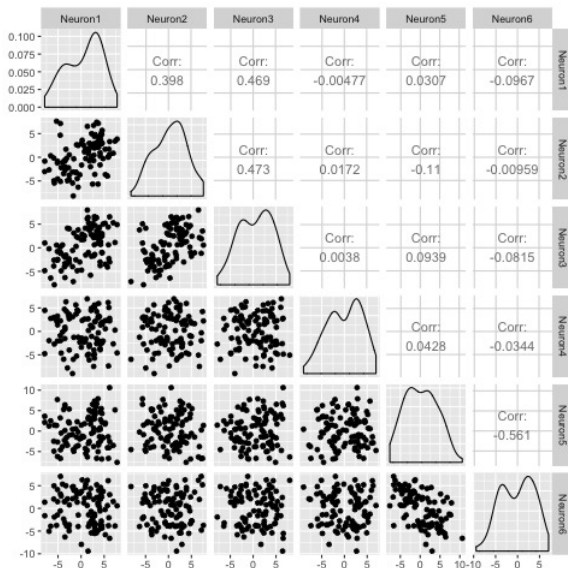 Neuron1 Neuron2 Neuron3 Neuron4 Neuron5 Neuron6
0.100
0.075
0.050
0.025
0.000
Corr:
0.398
Corr:
0.469
Corr:
-0.00477
Corr:
0.0307
Corr:
-0.0967
Neuron1
5
0
-5
Corr:
0.473
Corr:
0.0172
Corr:
-0.11
Corr:
-0.00959
Neuron2
5
0
-5
Corr:
0.0038
Corr:
0.0939
Corr:
-0.0815
Neuron3
5
0
-5
Corr:
0.0428
Corr:
-0.0344
Neuron4
10
5
0
-5
Corr:
-0.561
Neuron5
5
0
-5
-10
Neuron6
-5 0 5
-5 0 5
-5 0 5
-5 0 5
-5 0 5 10
-10 -5 0 5